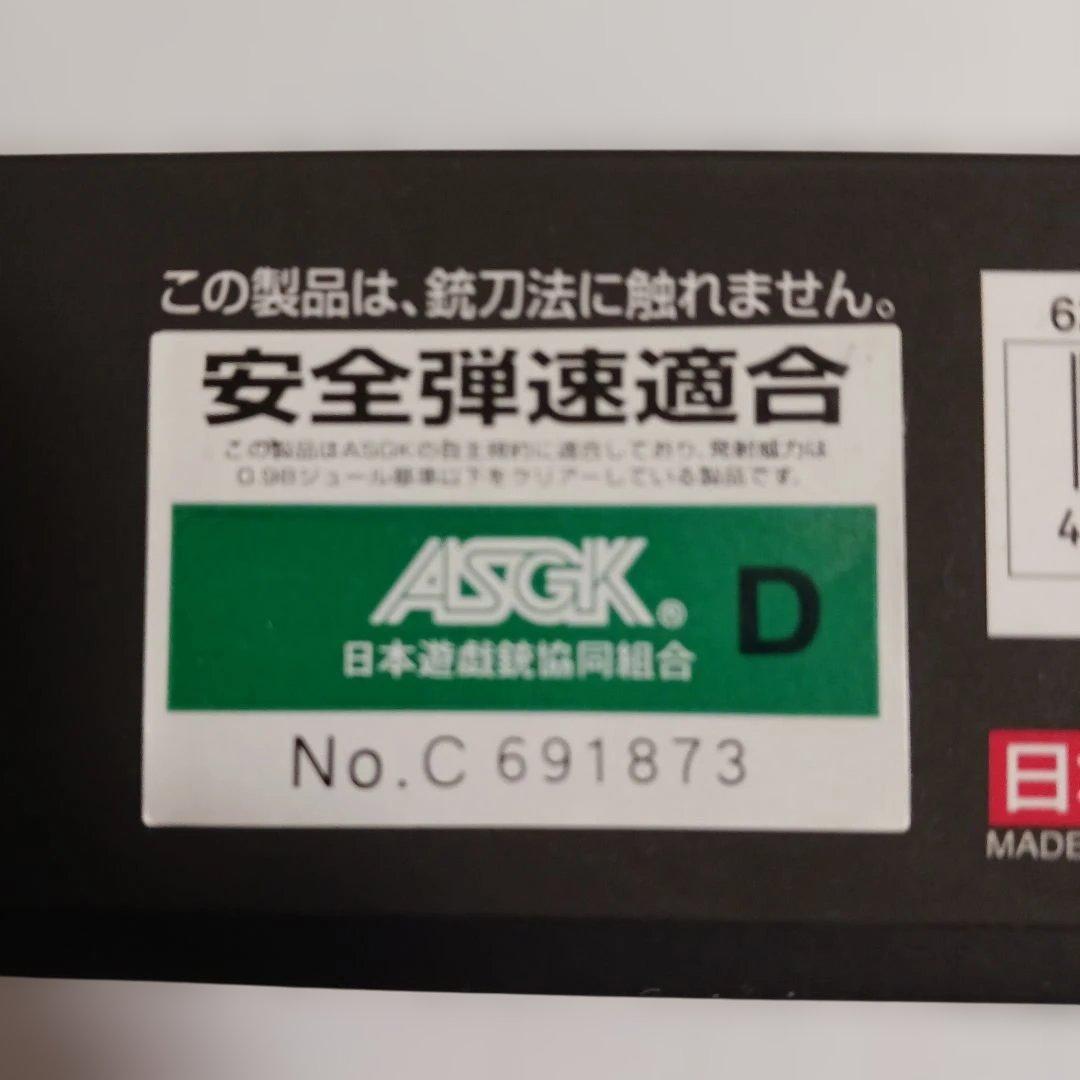 この製品は、銃刀法に触れません。
安全弾速適合
この製品はASGKの自主規約に適合しており、発射威力は
0.98ジュール基準以下をクリアーしている製品です。
ASGK®
日本遊戯銃協同組合
D
No.C 691873
6
4
日
MADE